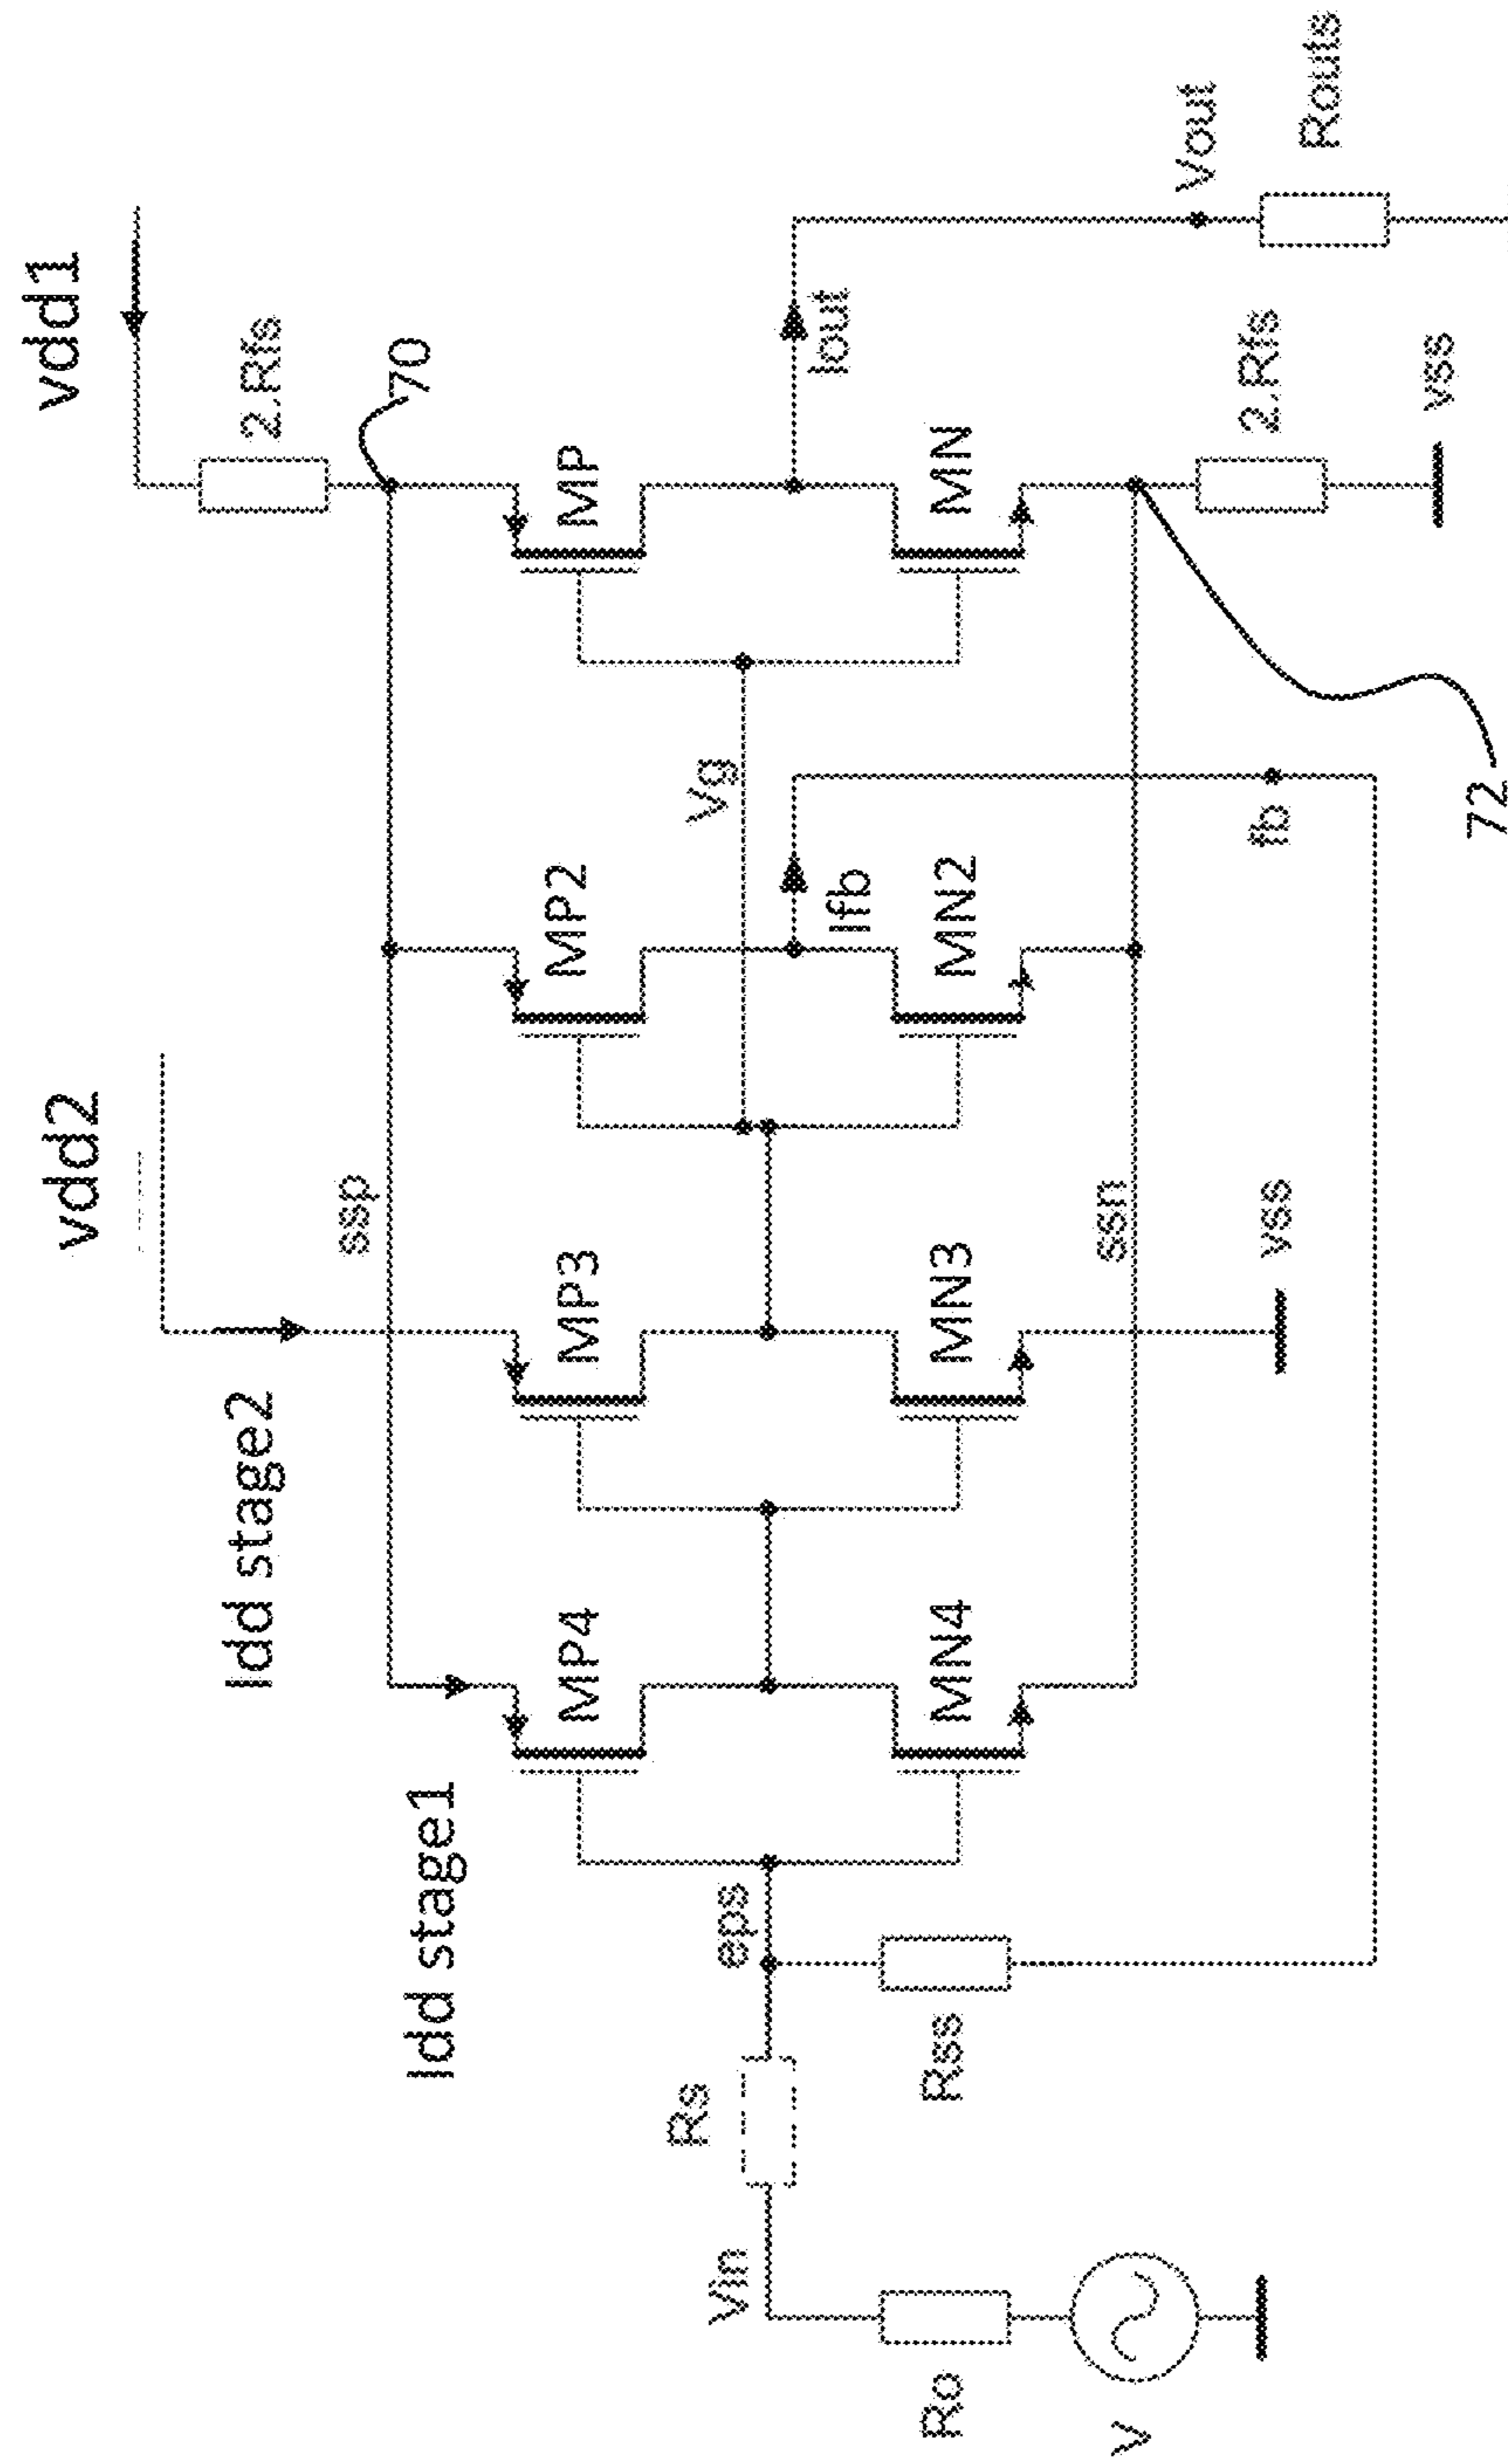 vdd1
vdd2
2.Rfs
70
Idd stage2
ssp
Idd stage1
MP4
MP3
MP2
MP
Vg
Iout
Ifb
Vin
Rs
eps
Ro
Rss
MN4
MN3
MN2
MN
Vout
ssn
V
vss
fb
2.Rfs
Routs
vss
72